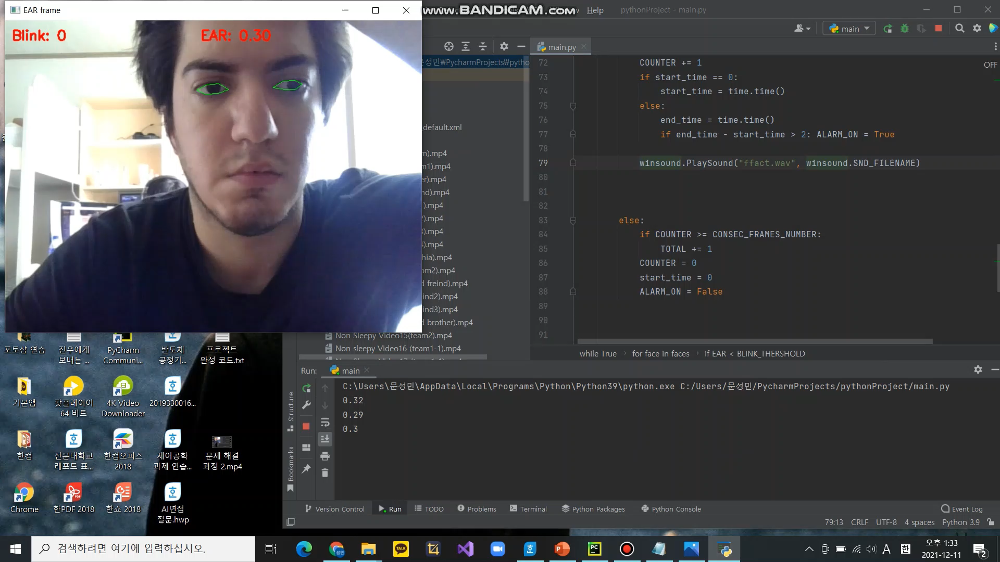 EAR frame
Blink: 0
EAR: 0.30
www.BANDICAM.com
Help
pythonProject - main.py
main
main.py
문성민₩PycharmProjects₩pytho
OFF
_default.xml
m).mp4
m1).mp4
er).mp4
nd).mp4
).mp4
2).mp4
3).mp4
4).mp4
hia).mp4
om2).mp4
d freind).mp4
ind2).mp4
ind3).mp4
d brother).mp4
Non Sleepy Video15(team2).mp4
Non sleepy Video16 (team1-1).mp4
72 COUNTER += 1
73 if start_time == 0:
74 start_time = time.time()
75 else:
76 end_time = time.time()
77 if end_time - start_time > 2: ALARM_ON = True
78
79 winsound.PlaySound("ffact.wav", winsound.SND_FILENAME)
80
81
82
83 else:
84 if COUNTER >= CONSEC_FRAMES_NUMBER:
85 TOTAL += 1
86 COUNTER = 0
87 start_time = 0
88 ALARM_ON = False
89
90
91
while True › for face in faces › if EAR < BLINK_THERSHOLD
Run: main
C:\Users\문성민\AppData\Local\Programs\Python\Python39\python.exe C:/Users/문성민/PycharmProjects/pythonProject/main.py
0.32
0.29
0.3
Structure
Bookmarks
Version Control Run TODO Problems Terminal Python Packages Python Console Event Log
79:13 CRLF UTF-8 4 spaces Python 3.9
포토샵 연습
진우에게
보내는 ...
PyCharm
Communi...
반도체
공정기...
프로젝트
완성 코드.txt
기본앱
팟플레이어
64 비트
4K Video
Downloader
2019330016...
한컴
선문대학교
레포트 표...
한컴오피스
2018
제어공학
과제 연습...
문제 해결
과정 2.mp4
Chrome
한PDF 2018
한쇼 2018
AI면접
질문.hwp
검색하려면 여기에 입력하십시오.
TALK
PC
A
한
오후 1:33
2021-12-11
2